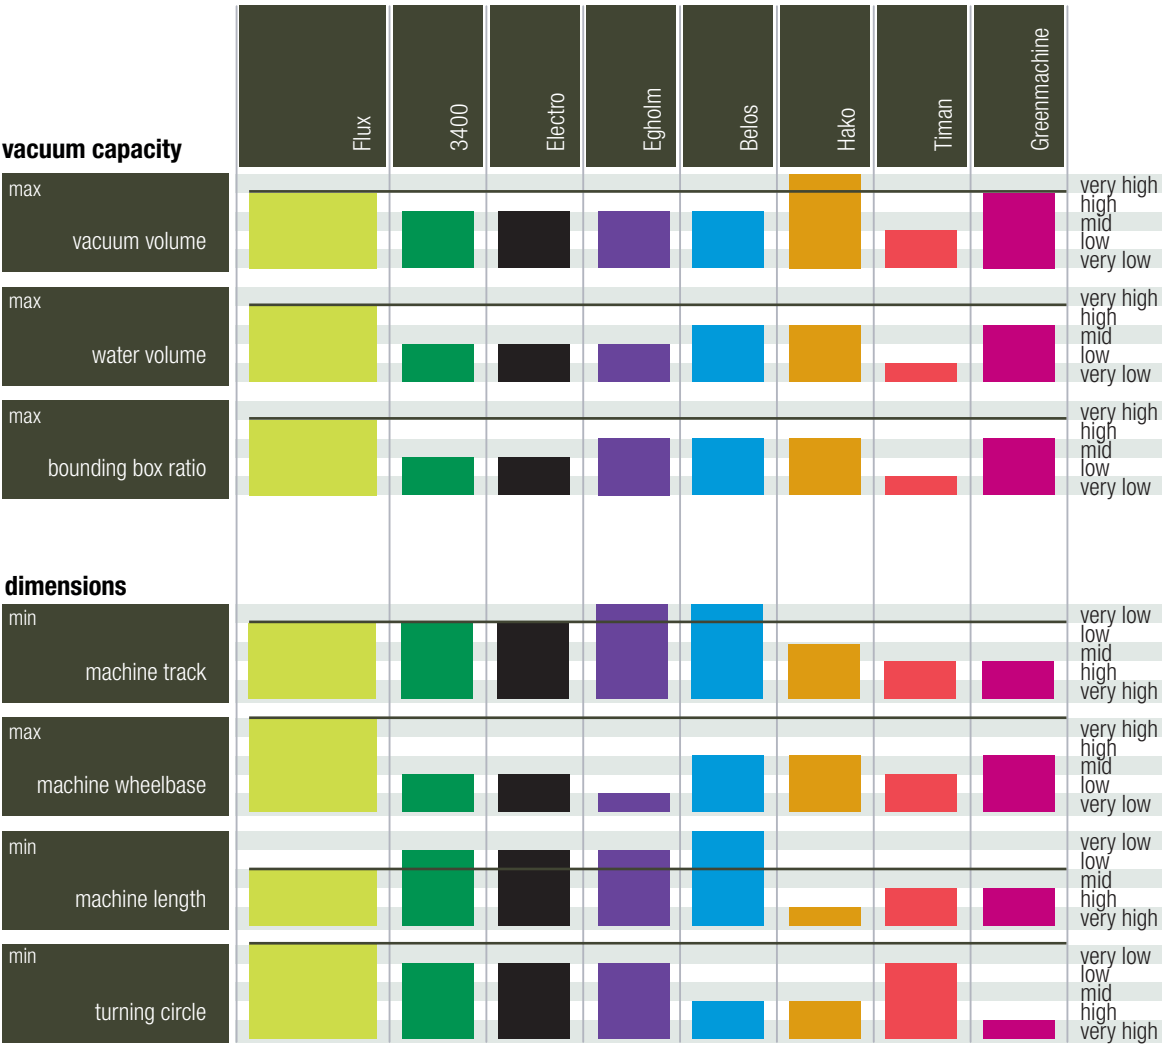 Flux
3400
Electro
Egholm
Belos
Hako
Timan
Greenmachine
vacuum capacity
max
vacuum volume
very high
high
mid
low
very low
max
water volume
very high
high
mid
low
very low
max
bounding box ratio
very high
high
mid
low
very low
dimensions
min
machine track
very low
low
mid
high
very high
max
machine wheelbase
very high
high
mid
low
very low
min
machine length
very low
low
mid
high
very high
min
turning circle
very low
low
mid
high
very high